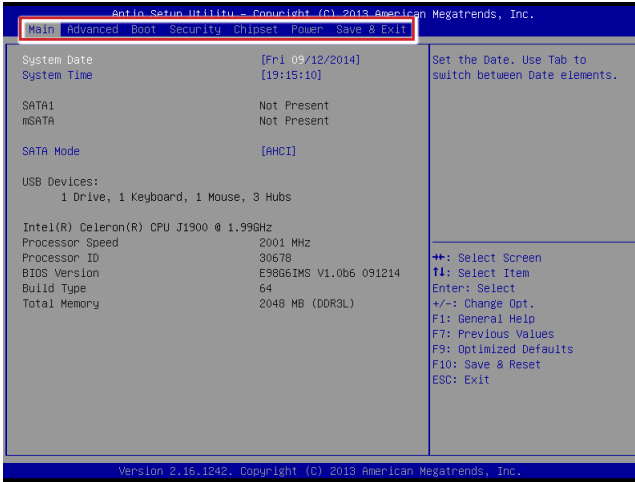 Aptio Setup Utility – Copyright (C) 2013 American Megatrends, Inc.
Main Advanced Boot Security Chipset Power Save & Exit
System Date [Fri 09/12/2014]
System Time [19:15:10]
SATA1 Not Present
mSATA Not Present
SATA Mode [AHCI]
USB Devices:
1 Drive, 1 Keyboard, 1 Mouse, 3 Hubs
Intel(R) Celeron(R) CPU J1900 @ 1.99GHz
Processor Speed 2001 MHz
Processor ID 30678
BIOS Version E98G6IMS V1.0b6 091214
Build Type 64
Total Memory 2048 MB (DDR3L)
Set the Date. Use Tab to
switch between Date elements.
→←: Select Screen
↑↓: Select Item
Enter: Select
+/-: Change Opt.
F1: General Help
F7: Previous Values
F9: Optimized Defaults
F10: Save & Reset
ESC: Exit
Version 2.16.1242. Copyright (C) 2013 American Megatrends, Inc.